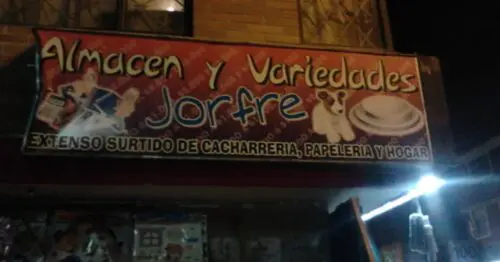 Almacen y Variedades
Jorfre
EXTENSO SURTIDO DE CACHARRERIA, PAPELERIA Y HOGAR